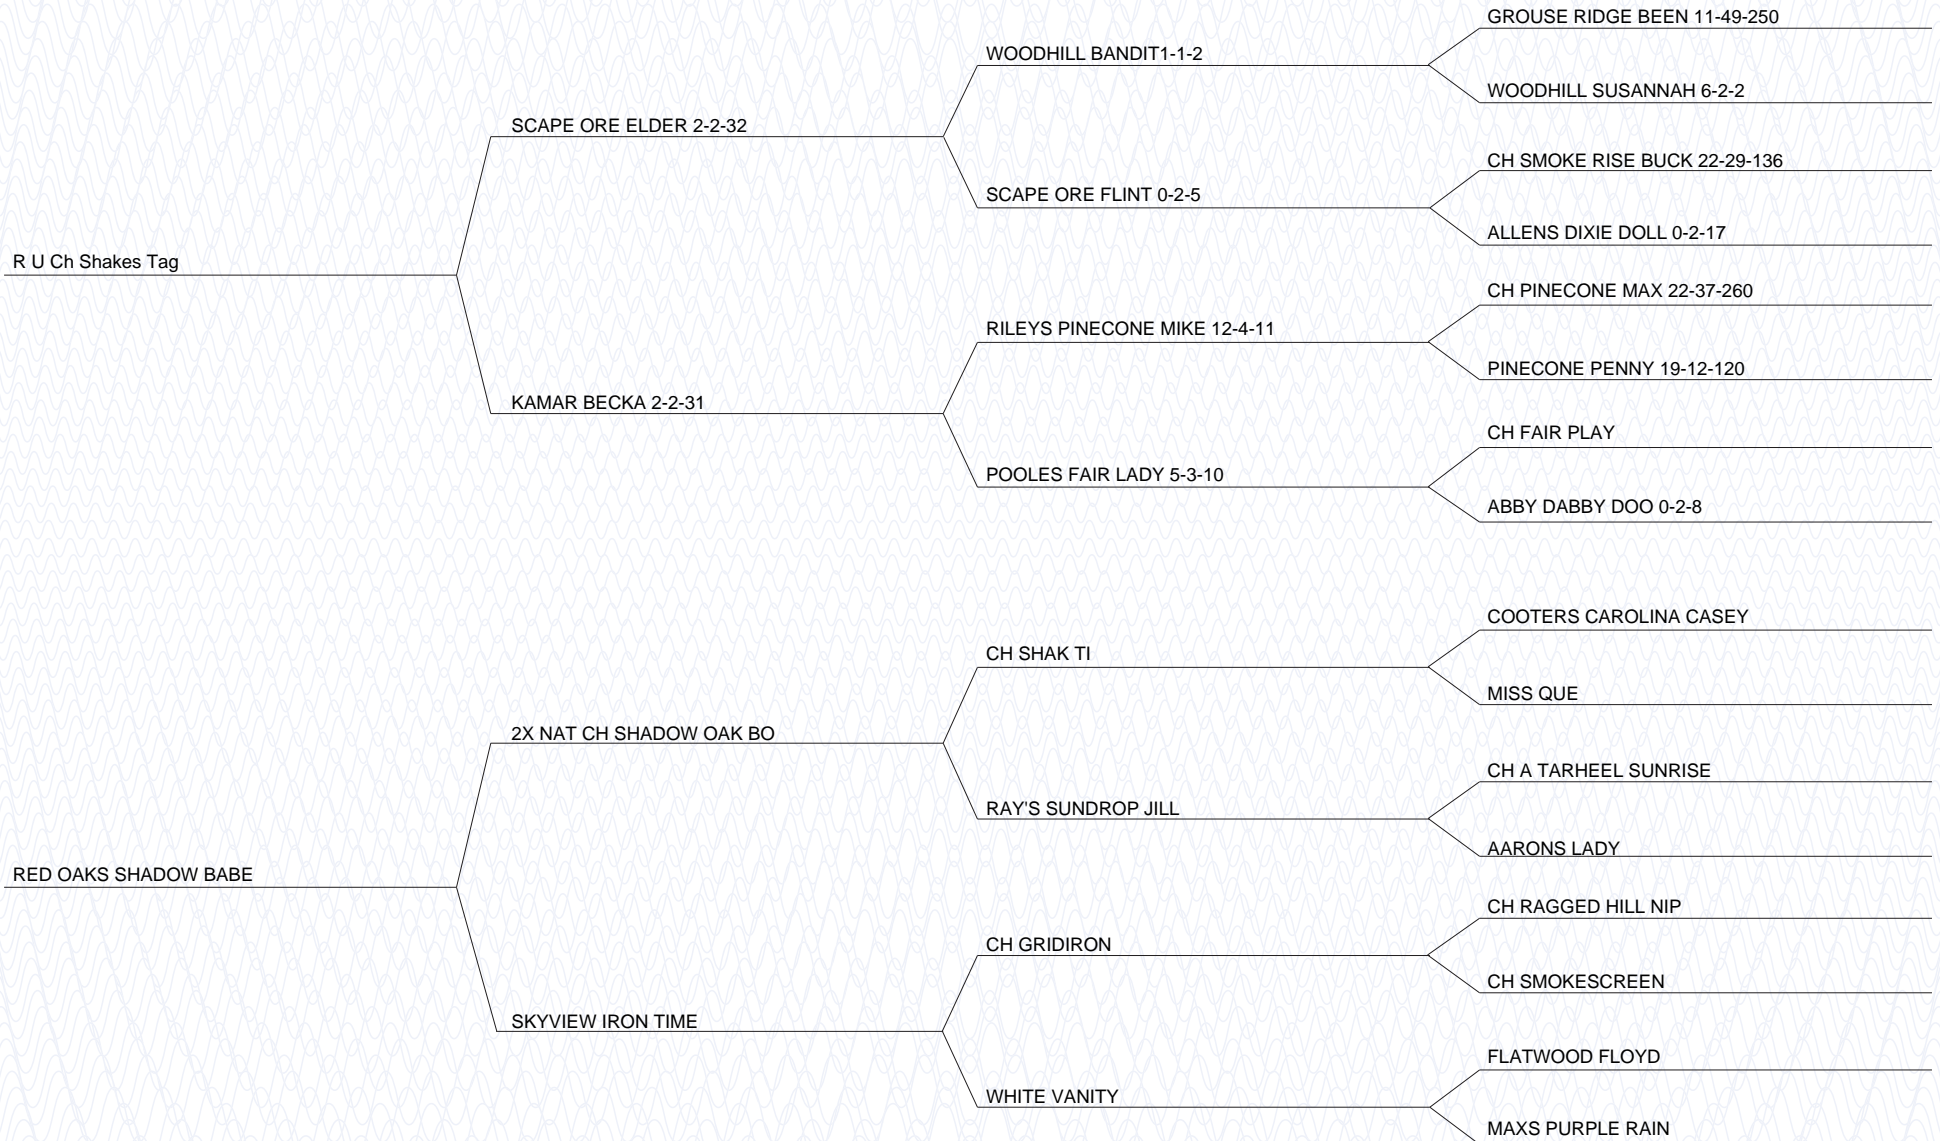 GROUSE RIDGE BEEN 11-49-250
WOODHILL BANDIT1-1-2
WOODHILL SUSANNAH 6-2-2
SCAPE ORE ELDER 2-2-32
CH SMOKE RISE BUCK 22-29-136
SCAPE ORE FLINT 0-2-5
ALLENS DIXIE DOLL 0-2-17
R U Ch Shakes Tag
CH PINECONE MAX 22-37-260
RILEYS PINECONE MIKE 12-4-11
PINECONE PENNY 19-12-120
KAMAR BECKA 2-2-31
CH FAIR PLAY
POOLES FAIR LADY 5-3-10
ABBY DABBY DOO 0-2-8
COOTERS CAROLINA CASEY
CH SHAK TI
MISS QUE
2X NAT CH SHADOW OAK BO
CH A TARHEEL SUNRISE
RAY'S SUNDROP JILL
AARONS LADY
RED OAKS SHADOW BABE
CH RAGGED HILL NIP
CH GRIDIRON
CH SMOKESCREEN
SKYVIEW IRON TIME
FLATWOOD FLOYD
WHITE VANITY
MAXS PURPLE RAIN